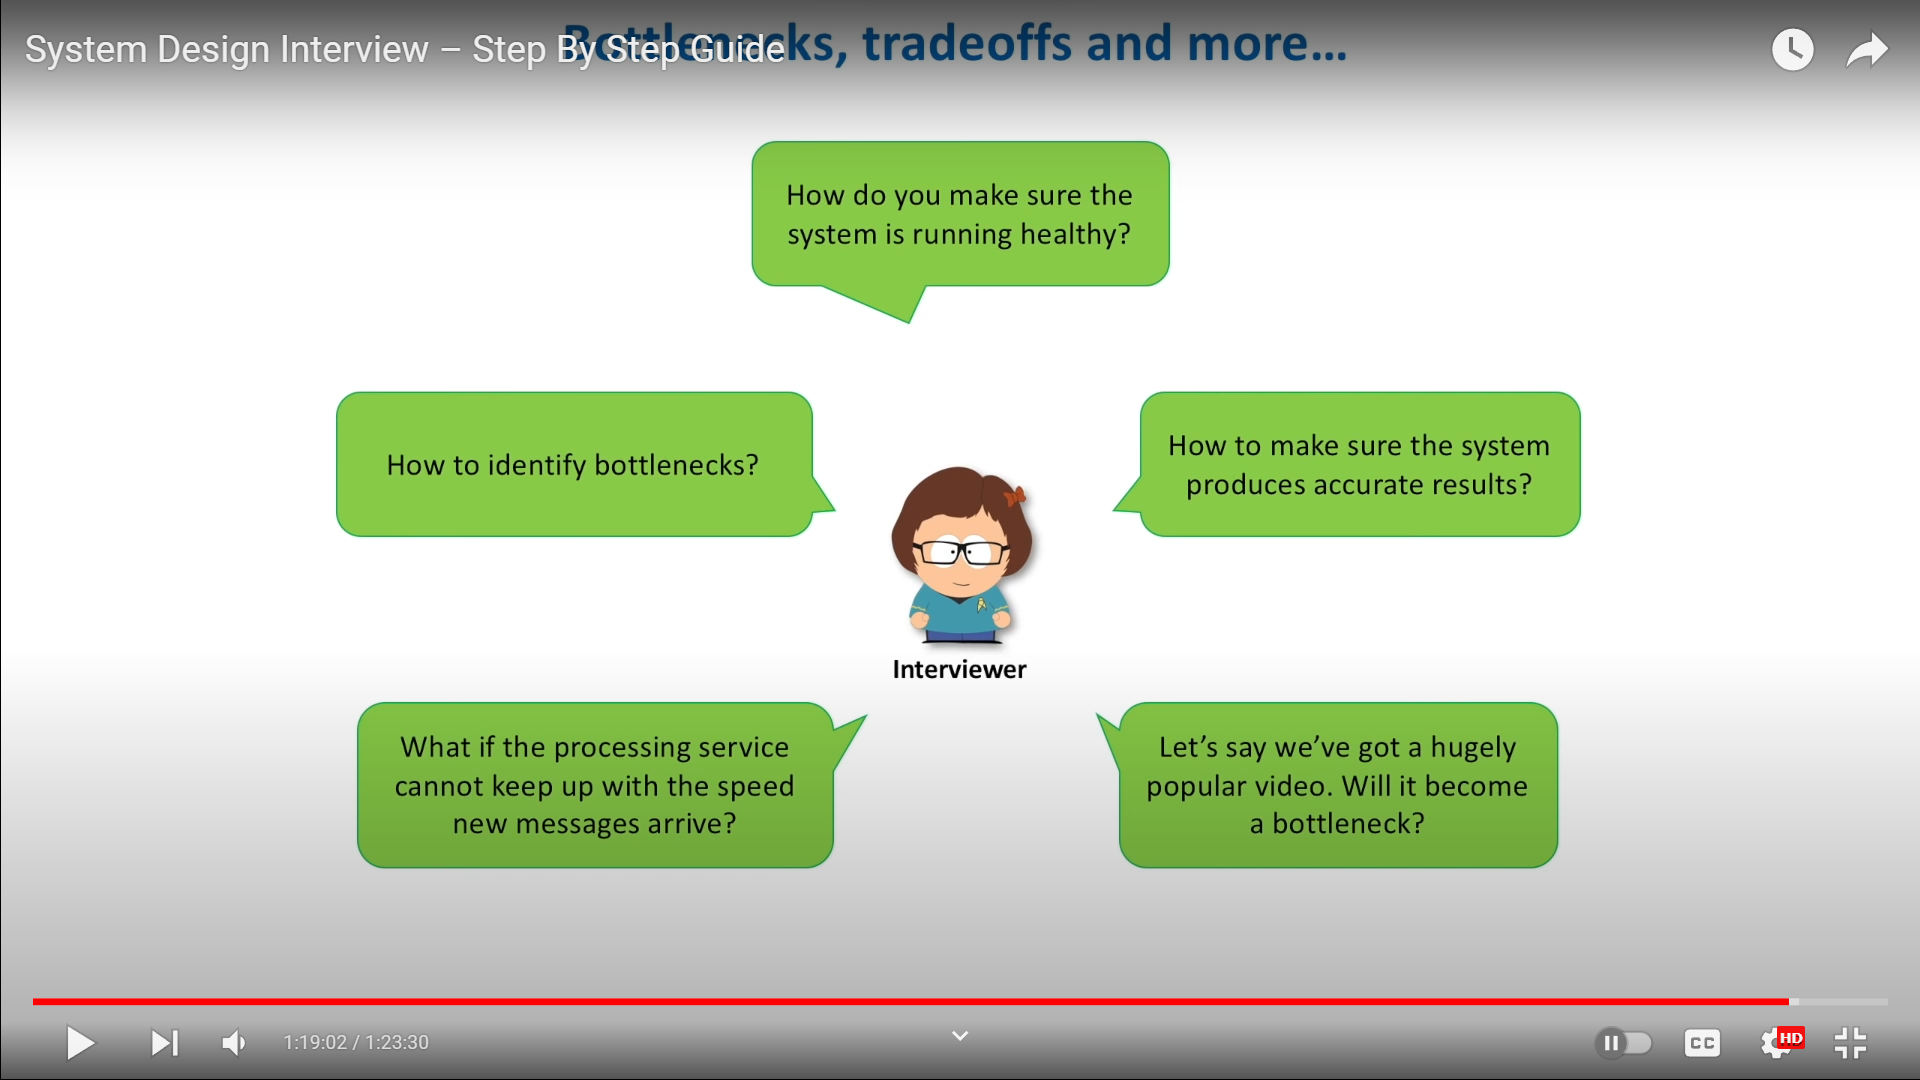 System Design Interview – Step By Step Guide
Bottlenecks, tradeoffs and more...
How do you make sure the
system is running healthy?
How to identify bottlenecks?
How to make sure the system
produces accurate results?
Interviewer
What if the processing service
cannot keep up with the speed
new messages arrive?
Let’s say we’ve got a hugely
popular video. Will it become
a bottleneck?
1:19:02 / 1:23:30
CC
HD